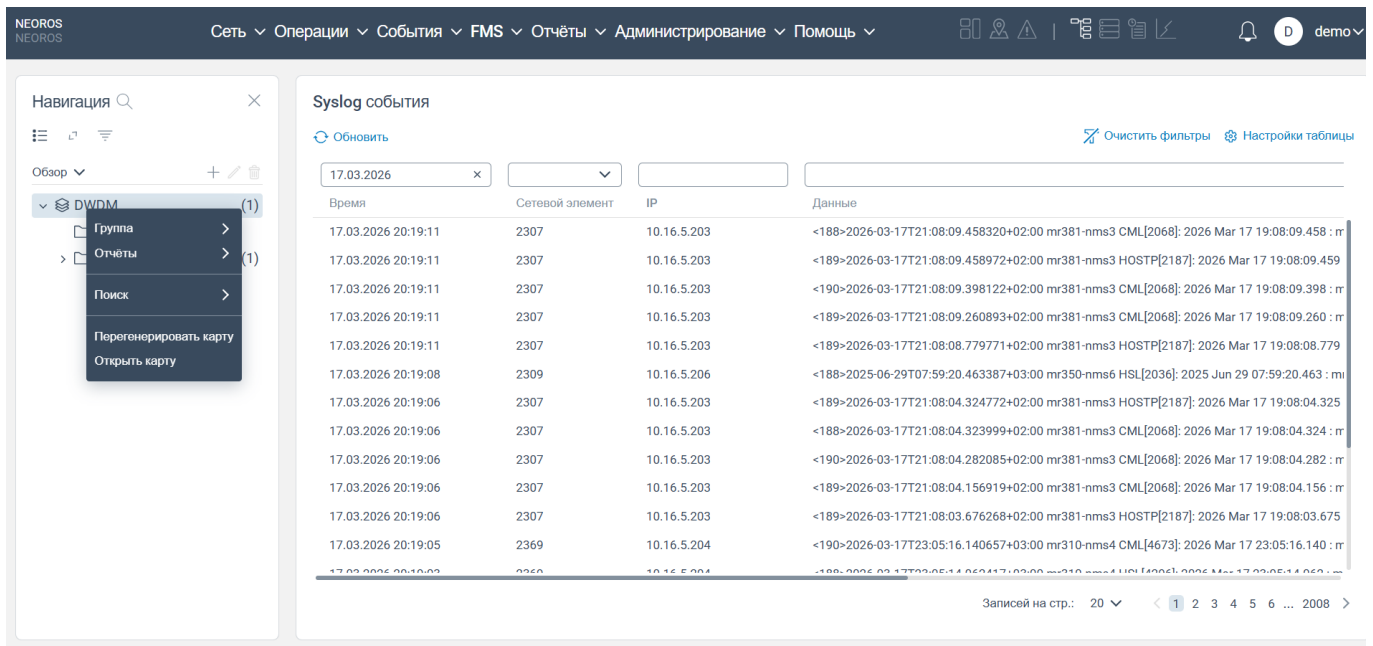 NEOROS
NEOROS
Сеть Операции События FMS Отчёты Администрирование Помощь
D demo
Навигация
Обзор
DWDM (1)
Группа
Отчёты
(1)
Поиск
Перегенерировать карту
Открыть карту
Syslog события
Обновить
Очистить фильтры Настройки таблицы
17.03.2026 ×
Время Сетевой элемент IP Данные
17.03.2026 20:19:11 2307 10.16.5.203 <188>2026-03-17T21:08:09.458320+02:00 mr381-nms3 CML[2068]: 2026 Mar 17 19:08:09.458 : m
17.03.2026 20:19:11 2307 10.16.5.203 <189>2026-03-17T21:08:09.458972+02:00 mr381-nms3 HOSTP[2187]: 2026 Mar 17 19:08:09.459
17.03.2026 20:19:11 2307 10.16.5.203 <190>2026-03-17T21:08:09.398122+02:00 mr381-nms3 CML[2068]: 2026 Mar 17 19:08:09.398 : m
17.03.2026 20:19:11 2307 10.16.5.203 <189>2026-03-17T21:08:09.260893+02:00 mr381-nms3 CML[2068]: 2026 Mar 17 19:08:09.260 : m
17.03.2026 20:19:11 2307 10.16.5.203 <189>2026-03-17T21:08:08.779771+02:00 mr381-nms3 HOSTP[2187]: 2026 Mar 17 19:08:08.779
17.03.2026 20:19:08 2309 10.16.5.206 <188>2025-06-29T07:59:20.463387+03:00 mr350-nms6 HSL[2036]: 2025 Jun 29 07:59:20.463 : m
17.03.2026 20:19:06 2307 10.16.5.203 <189>2026-03-17T21:08:04.324772+02:00 mr381-nms3 HOSTP[2187]: 2026 Mar 17 19:08:04.325
17.03.2026 20:19:06 2307 10.16.5.203 <188>2026-03-17T21:08:04.323999+02:00 mr381-nms3 CML[2068]: 2026 Mar 17 19:08:04.324 : m
17.03.2026 20:19:06 2307 10.16.5.203 <190>2026-03-17T21:08:04.282085+02:00 mr381-nms3 CML[2068]: 2026 Mar 17 19:08:04.282 : m
17.03.2026 20:19:06 2307 10.16.5.203 <189>2026-03-17T21:08:04.156919+02:00 mr381-nms3 CML[2068]: 2026 Mar 17 19:08:04.156 : m
17.03.2026 20:19:06 2307 10.16.5.203 <189>2026-03-17T21:08:03.676268+02:00 mr381-nms3 HOSTP[2187]: 2026 Mar 17 19:08:03.675
17.03.2026 20:19:05 2369 10.16.5.204 <190>2026-03-17T23:05:16.140657+03:00 mr310-nms4 CML[4673]: 2026 Mar 17 23:05:16.140 : m
Записей на стр.: 20 1 2 3 4 5 6 ... 2008